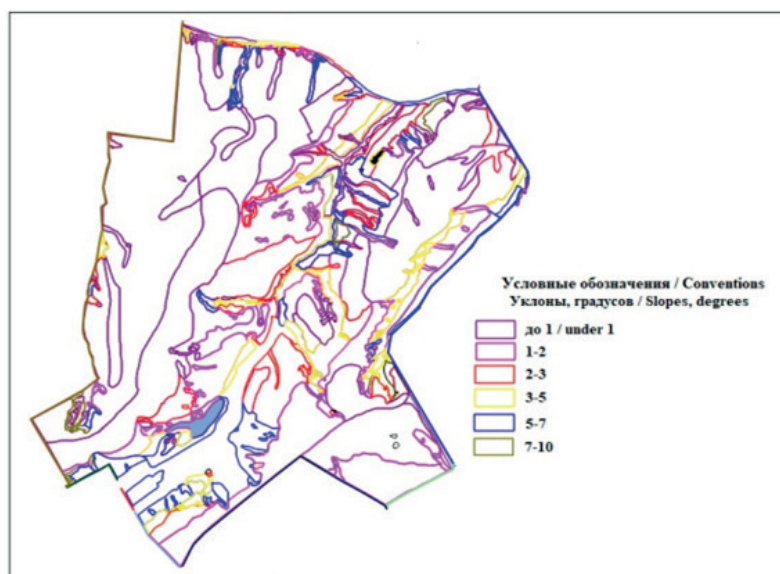 Условные обозначения / Conventions
Уклоны, градусов / Slopes, degrees
до 1 / under 1
1-2
2-3
3-5
5-7
7-10